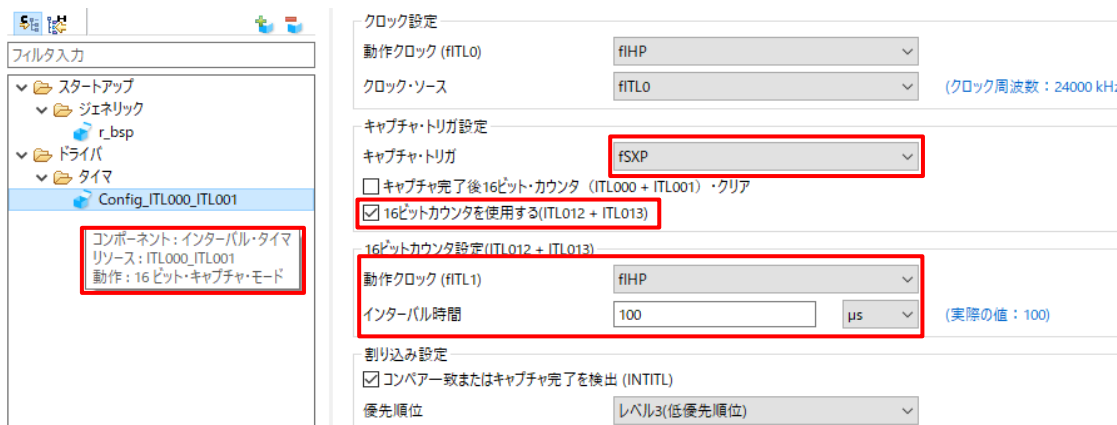 フィルタ入力
スタートアップ
ジェネリック
r_bsp
ドライバ
タイマ
Config_ITL000_ITL001
コンポーネント : インターバル・タイマ
リソース : ITL000_ITL001
動作 : 16 ビット・キャプチャ・モード
クロック設定
動作クロック (fITL0)
fIHP
クロック・ソース
fITL0
(クロック周波数 : 24000 kHz
キャプチャ・トリガ設定
キャプチャ・トリガ
fSXP
キャプチャ完了後16ビット・カウンタ (ITL000 + ITL001) ・クリア
16ビットカウンタを使用する(ITL012 + ITL013)
16ビットカウンタ設定(ITL012 + ITL013)
動作クロック (fITL1)
fIHP
インターバル時間
100
μs
(実際の値 : 100)
割り込み設定
コンペアー致またはキャプチャ完了を検出 (INTITL)
優先順位
レベル3(低優先順位)